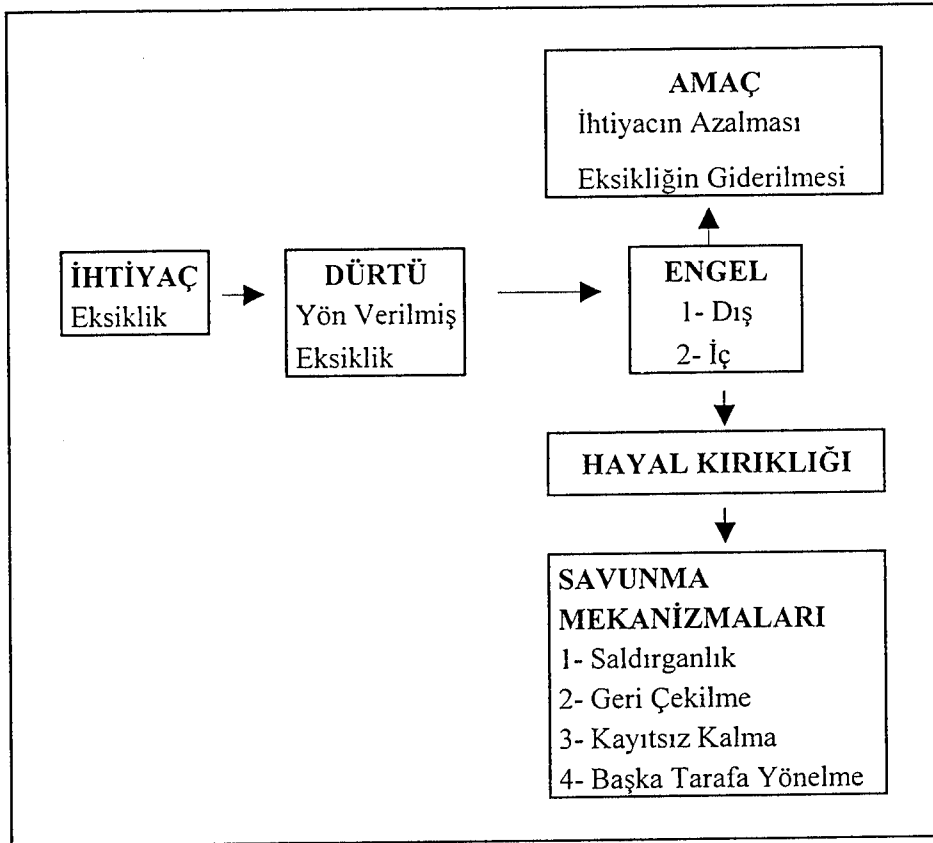 AMAÇ
İhtiyacın Azalması
Eksikliğin Giderilmesi
İHTİYAÇ
Eksiklik
DÜRTÜ
Yön Verilmiş
Eksiklik
ENGEL
1- Dış
2- İç
HAYAL KIRIKLIĞI
SAVUNMA
MEKANİZMALARI
1- Saldırganlık
2- Geri Çekilme
3- Kayıtsız Kalma
4- Başka Tarafa Yönelme